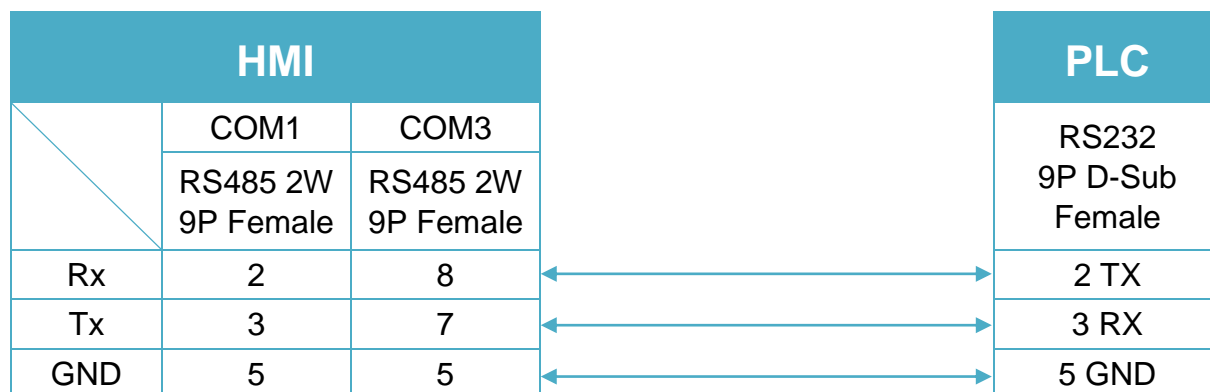 HMI PLC
COM1 COM3 RS232
RS485 2W RS485 2W 9P D-Sub
9P Female 9P Female Female
Rx 2 8 2 TX
Tx 3 7 3 RX
GND 5 5 5 GND